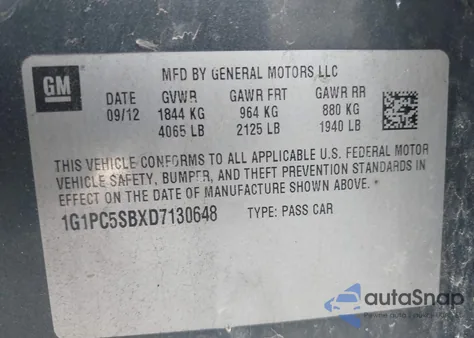 GM
MFD BY GENERAL MOTORS LLC
DATE GVWR GAWR FRT GAWR RR
09/12 1844 KG 964 KG 880 KG
4065 LB 2125 LB 1940 LB
THIS VEHICLE CONFORMS TO ALL APPLICABLE U.S. FEDERAL MOTOR
VEHICLE SAFETY, BUMPER, AND THEFT PREVENTION STANDARDS IN
EFFECT ON THE DATE OF MANUFACTURE SHOWN ABOVE.
1G1PC5SBXD7130648 TYPE: PASS CAR
autoSnap